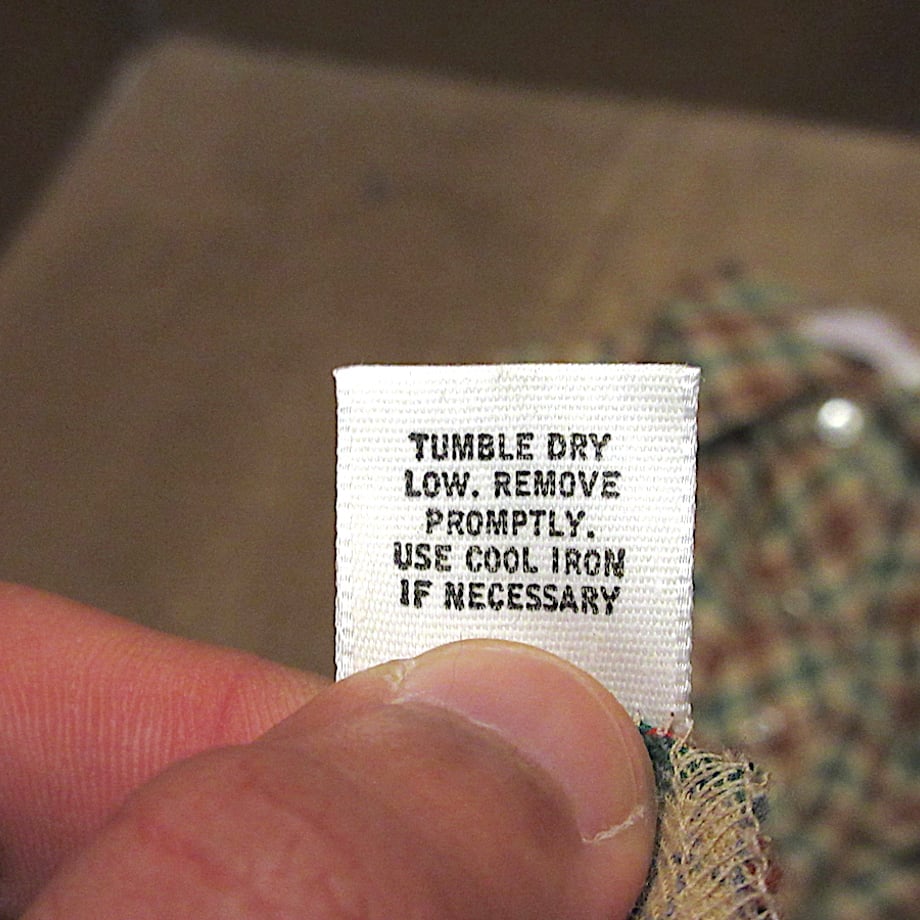 TUMBLE DRY
LOW. REMOVE
PROMPTLY.
USE COOL IRON
IF NECESSARY